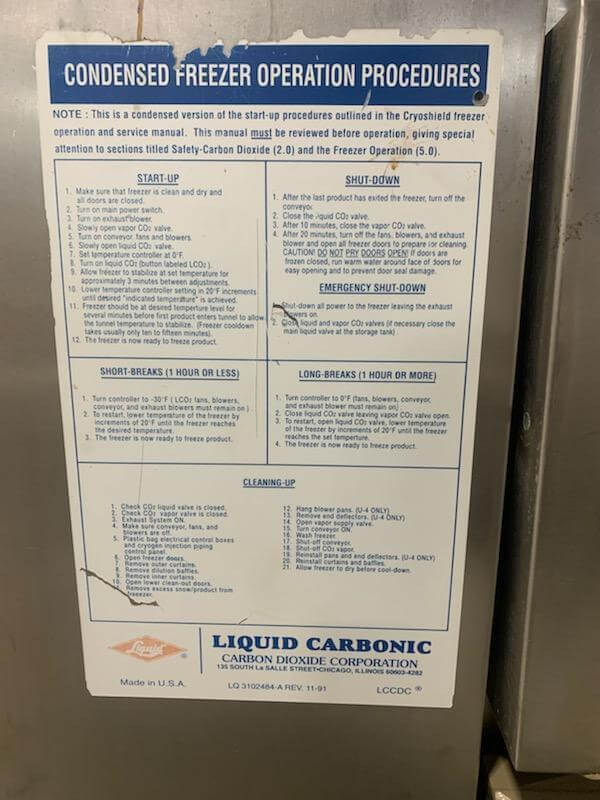 CONDENSED FREEZER OPERATION PROCEDURES
NOTE : This is a condensed version of the start-up procedures outlined in the Cryoshield freezer
operation and service manual. This manual must be reviewed before operation, giving special
attention to sections titled Safety-Carbon Dioxide (2.0) and the Freezer Operation (5.0).
START-UP
1. Make sure that freezer is clean and dry and
all doors are closed.
2. Turn on main power switch.
3. Turn on exhaust blower.
4. Slowly open vapor CO2 valve.
5. Turn on conveyor, fans and blowers.
6. Slowly open liquid CO2 valve.
7. Set temperature controller at 0°F.
8. Turn on liquid CO2 (button labeled LCO2).
9. Allow freezer to stabilize at set temperature for
approximately 3 minutes between adjustments.
10. Lower temperature controller setting in 20°F increments
until desired "indicated temperature" is achieved.
11. Freezer should be at desired temperture level for
several minutes before first product enters tunnel to allow
the tunnel temperature to stabilize. (Freezer cooldown
takes usually only ten to fifteen minutes).
12. The freezer is now ready to freeze product.
SHUT-DOWN
1. After the last product has exited the freezer, turn off the
conveyor.
2. Close the liquid CO2 valve.
3. After 10 minutes, close the vapor CO2 valve.
4. After 20 minutes, turn off the fans, blowers, and exhaust
blower and open all freezer doors to prepare for cleaning.
CAUTION! DO NOT PRY DOORS OPEN! If doors are
frozen closed, run warm water around face of doors for
easy opening and to prevent door seal damage.
EMERGENCY SHUT-DOWN
Shut-down all power to the freezer leaving the exhaust
blowers on.
2. Close liquid and vapor CO2 valves (if necessary close the
main liquid valve at the storage tank)
SHORT-BREAKS (1 HOUR OR LESS)
1. Turn controller to -30°F ( LCO2 fans, blowers,
conveyor, and exhaust blowers must remain on )
2. To restart, lower temperature of the freezer by
increments of 20°F until the freezer reaches
the desired temperature.
3. The freezer is now ready to freeze product.
LONG-BREAKS (1 HOUR OR MORE)
1. Turn controller to 0°F (fans, blowers, conveyor,
and exhaust blower must remain on)
2. Close liquid CO2 valve leaving vapor CO2 valve open.
3. To restart, open liquid CO2 valve, lower temperature
of the freezer by increments of 20°F until the freezer
reaches the set temperture.
4. The freezer is now ready to freeze product.
CLEANING-UP
1. Check CO2 liquid valve is closed.
2. Check CO2 vapor valve is closed.
3. Exhaust System ON.
4. Make sure conveyor, fans, and
blowers are off.
5. Plastic bag electrical control boxes
and cryogen injection piping
control panel.
6. Open freezer doors.
7. Remove outer curtains.
8. Remove dilution baffles.
9. Remove inner curtains.
10. Open lower clean-out doors.
Remove excess snow/product from
freezer.
12. Hang blower pans. (U-4 ONLY)
13. Remove end deflectors. (U-4 ONLY)
14. Open vapor supply valve.
15. Turn conveyor ON.
16. Wash freezer.
17. Shut-off conveyor.
18. Shut-off CO2 vapor.
19. Reinstall pans and end deflectors. (U-4 ONLY)
20. Reinstall curtains and baffles.
21. Allow freezer to dry before cool-down.
Liquid ®
LIQUID CARBONIC
CARBON DIOXIDE CORPORATION
135 SOUTH La SALLE STREET•CHICAGO, ILLINOIS 60603-4282
Made in U.S.A.
LQ 3102484-A REV. 11-91
LCCDC ®